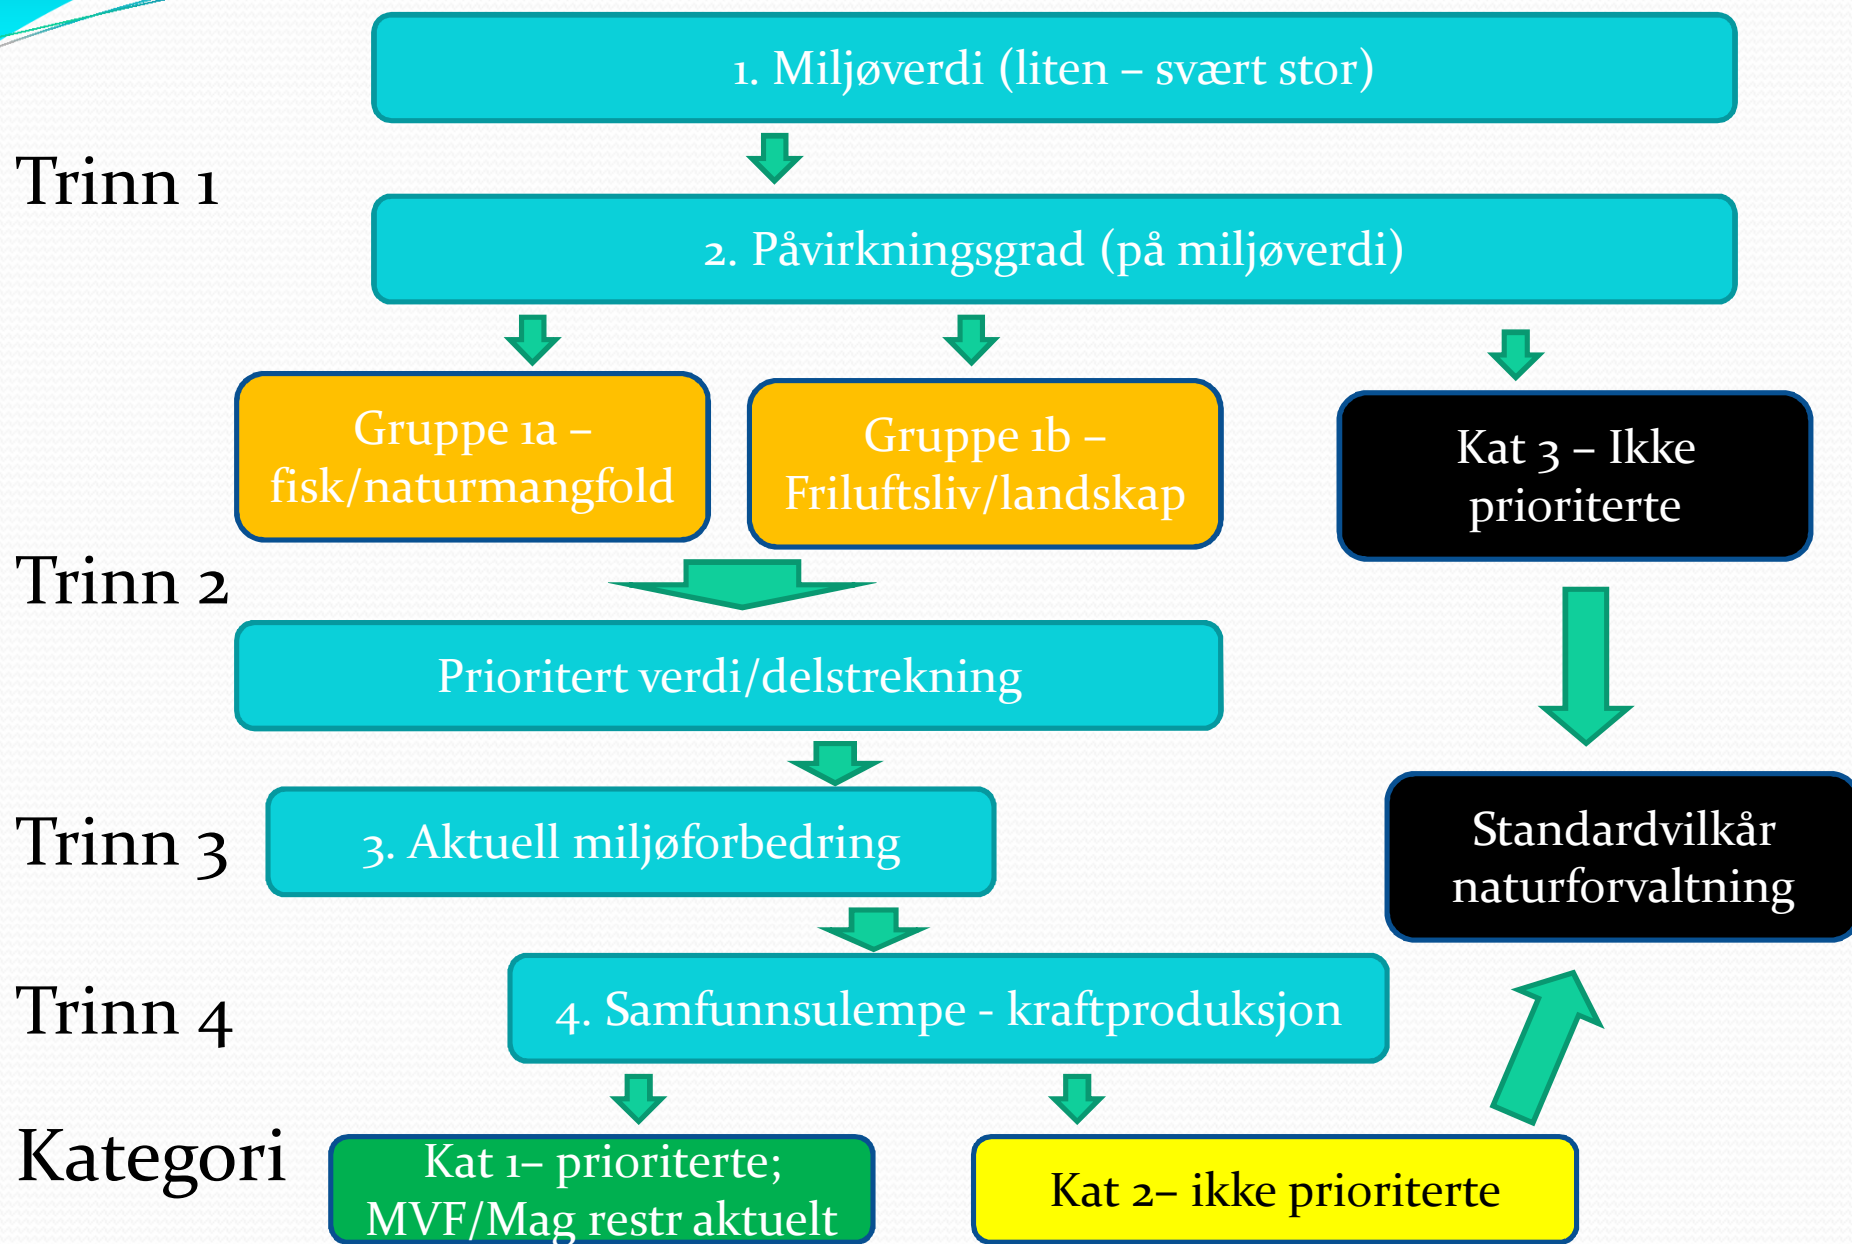 1. Miljøverdi (liten – svært stor)
Trinn 1
2. Påvirkningsgrad (på miljøverdi)
Gruppe 1a –
fisk/naturmangfold
Gruppe 1b –
Friluftsliv/landskap
Kat 3 – Ikke
prioriterte
Trinn 2
Prioritert verdi/delstrekning
Trinn 3
3. Aktuell miljøforbedring
Standardvilkår
naturforvaltning
Trinn 4
4. Samfunnsulempe - kraftproduksjon
Kategori
Kat 1– prioriterte;
MVF/Mag restr aktuelt
Kat 2– ikke prioriterte